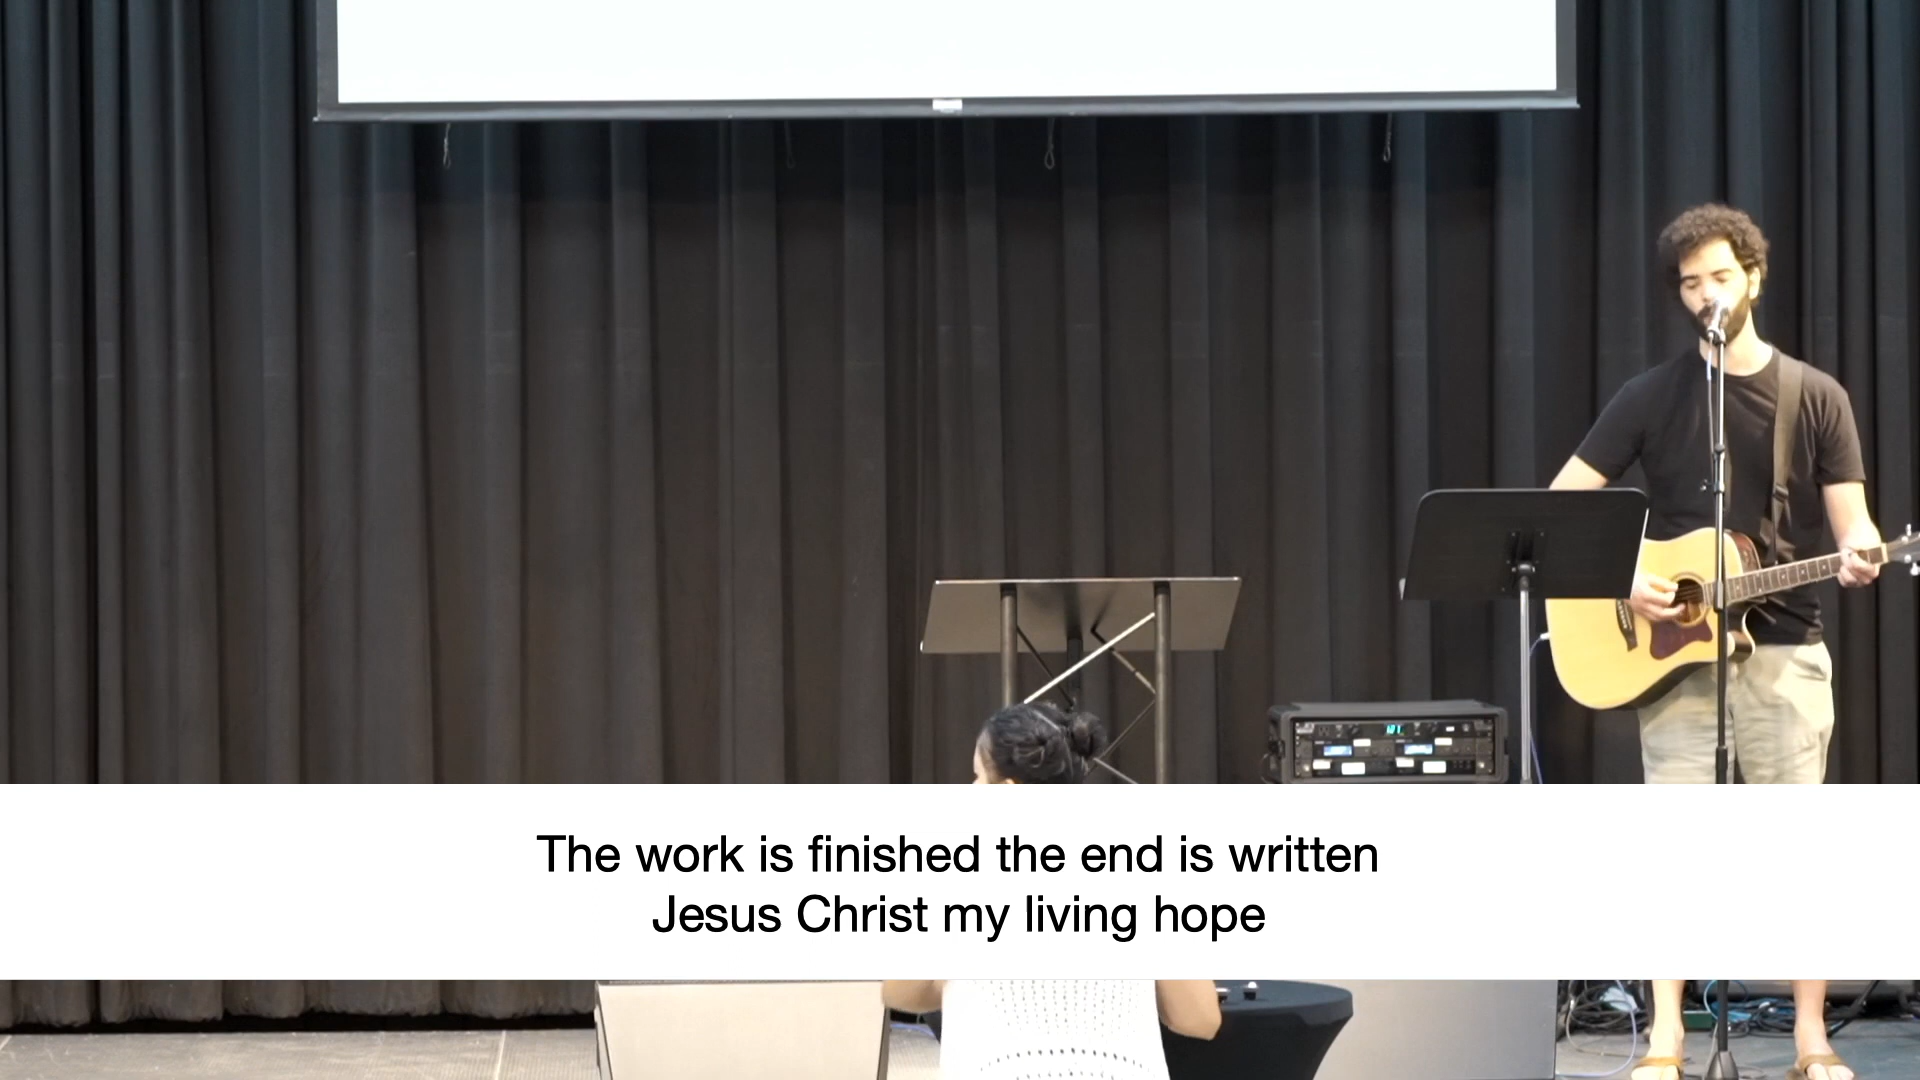 The work is finished the end is written
Jesus Christ my living hope